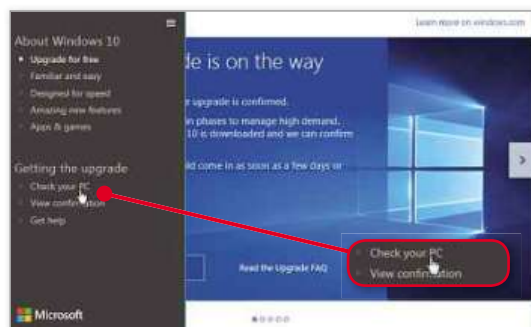 Learn more on windows.com
About Windows 10
Upgrade for free
Familiar and easy
Designed for speed
Amazing new features
Apps & games
Getting the upgrade
Check your PC
View confirmation
Get help
Microsoft
de is on the way
r upgrade is confirmed.
in phases to manage high demand.
10 is downloaded and we can confirm
ld come in as soon as a few days or
Read the Upgrade FAQ
Check your PC
View confirmation